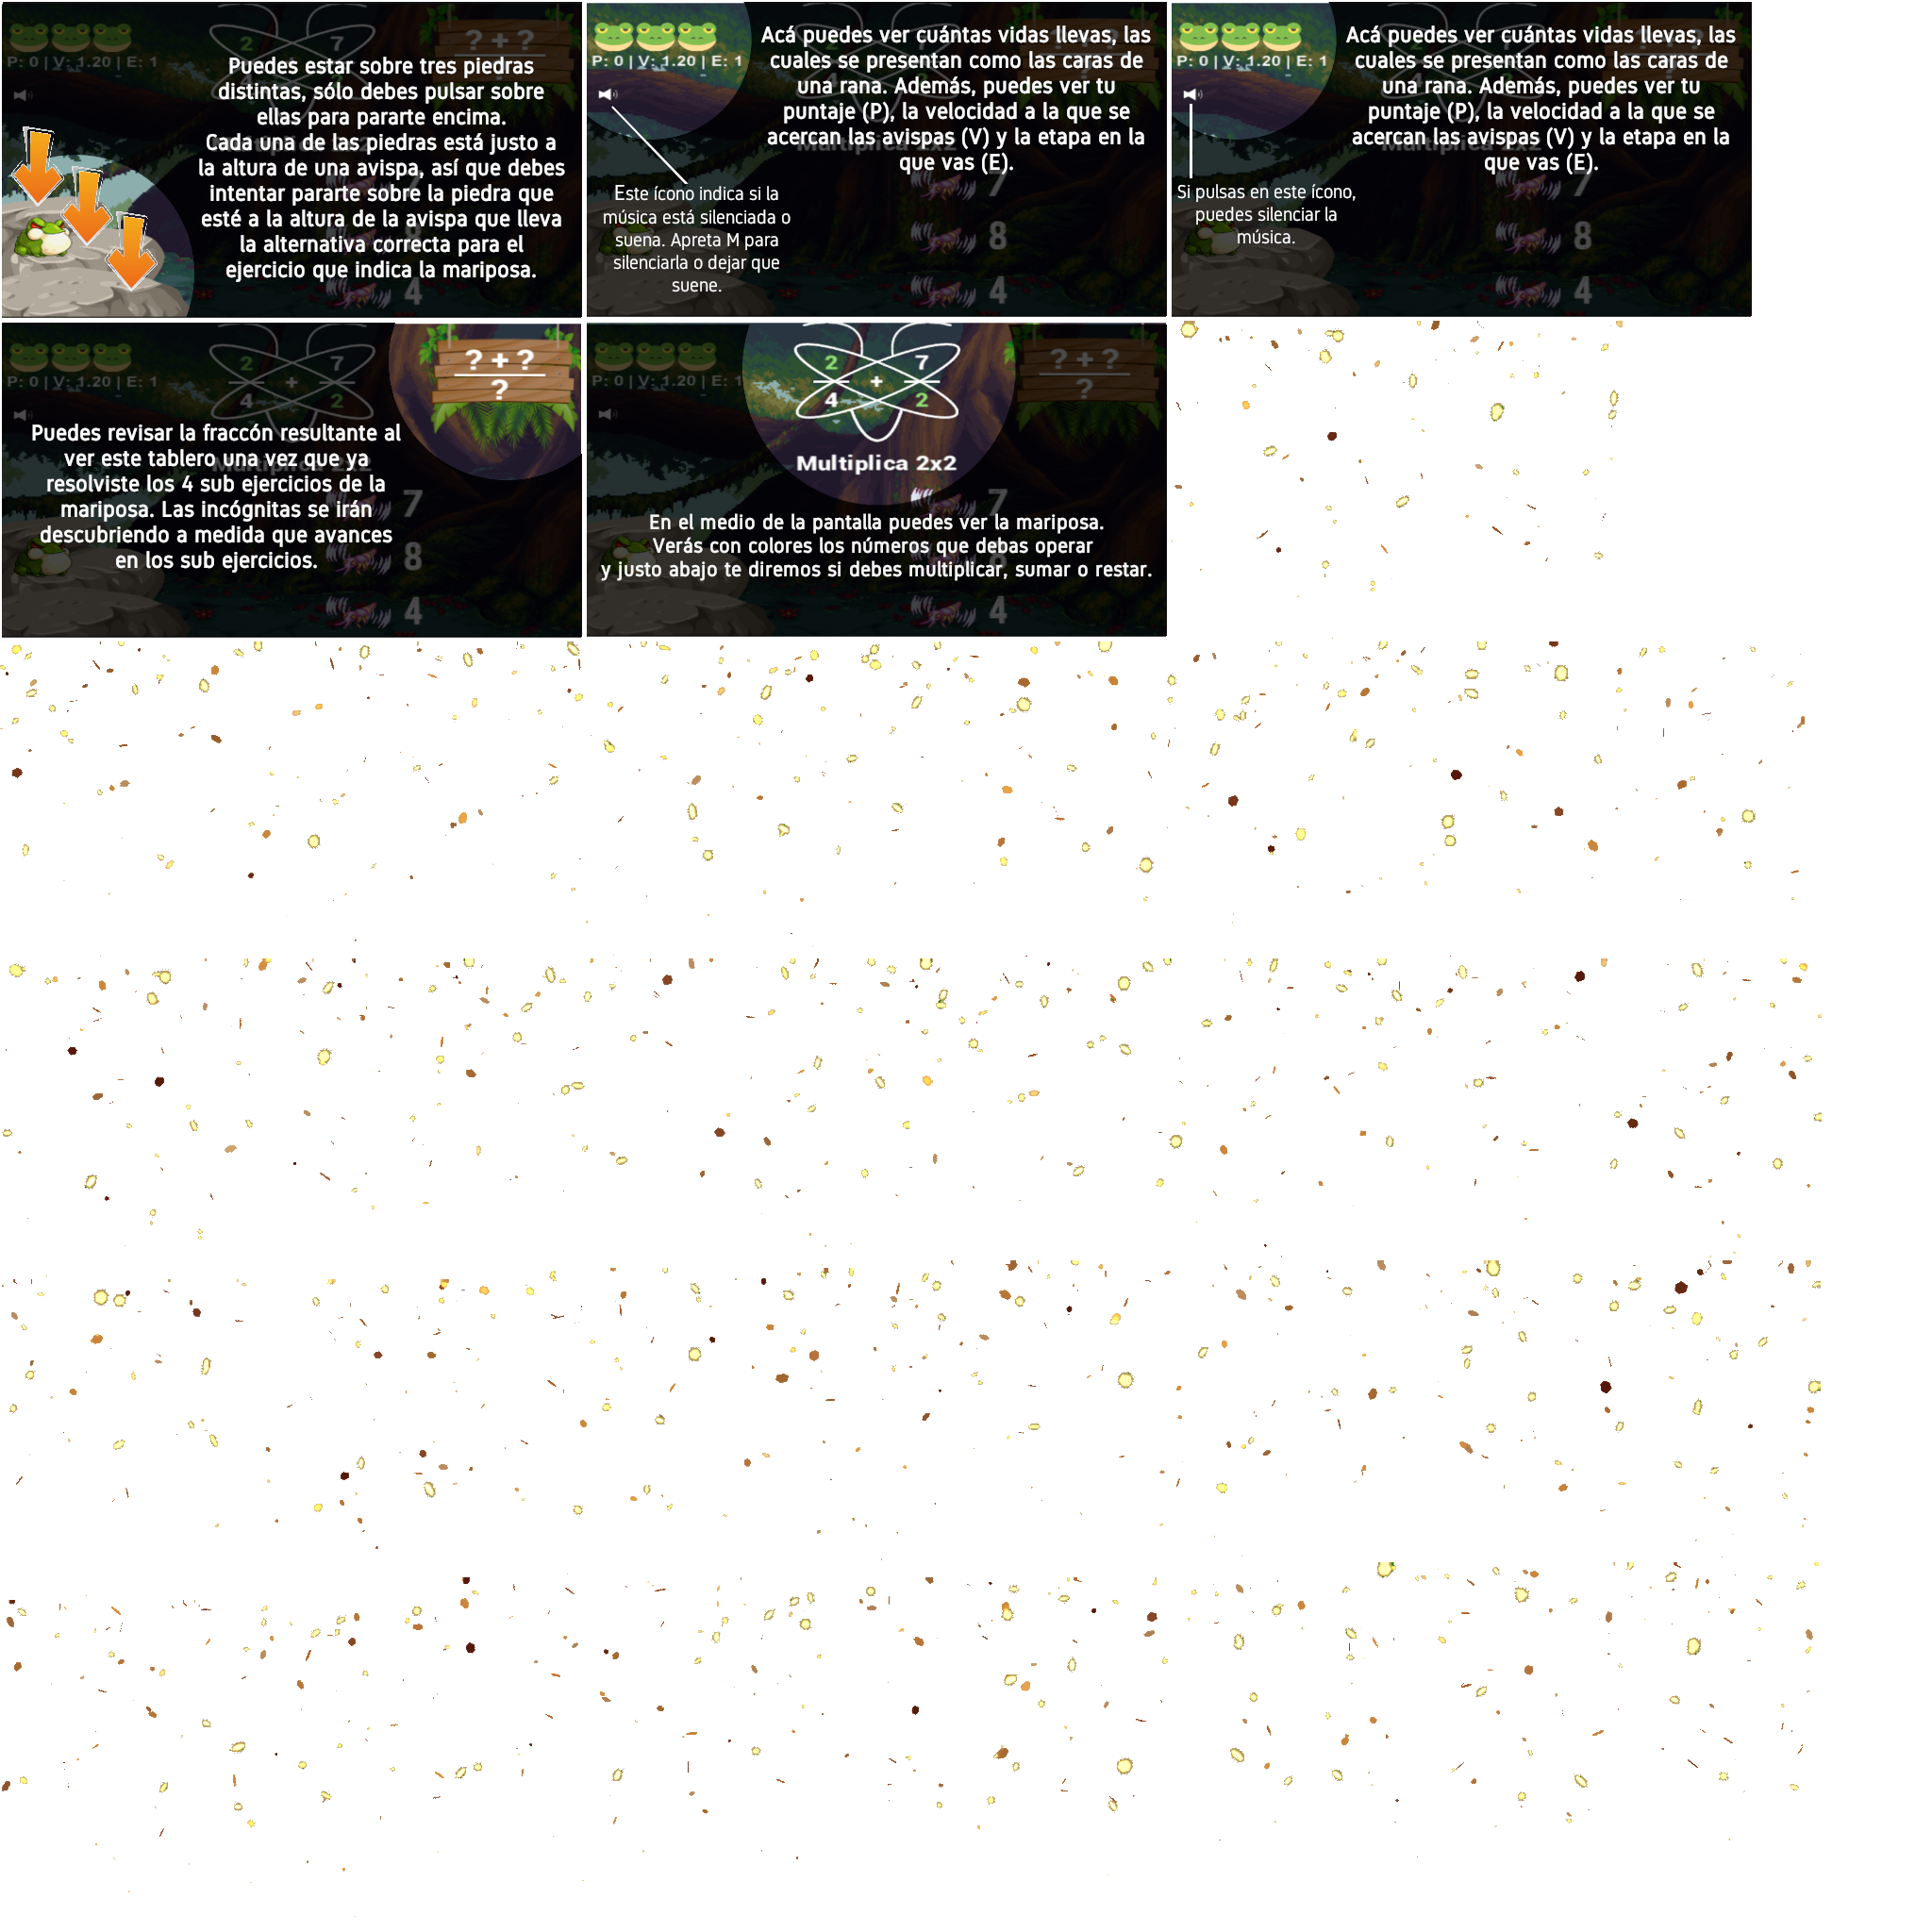 P: 0 | V: 1.20 | E: 1
2 7
+
4 2
? + ?
?
Puedes estar sobre tres piedras
distintas, sólo debes pulsar sobre
ellas para pararte encima.
Cada una de las piedras está justo a
la altura de una avispa, así que debes
intentar pararte sobre la piedra que
esté a la altura de la avispa que lleva
la alternativa correcta para el
ejercicio que indica la mariposa.
4
P: 0 | V: 1.20 | E: 1
Acá puedes ver cuántas vidas llevas, las
cuales se presentan como las caras de
una rana. Además, puedes ver tu
puntaje (P), la velocidad a la que se
acercan las avispas (V) y la etapa en la
que vas (E).
Multiplica 2x2
Este ícono indica si la
música está silenciada o
suena. Apreta M para
silenciarla o dejar que
suene.
7
8
4
P: 0 | V: 1.20 | E: 1
Acá puedes ver cuántas vidas llevas, las
cuales se presentan como las caras de
una rana. Además, puedes ver tu
puntaje (P), la velocidad a la que se
acercan las avispas (V) y la etapa en la
que vas (E).
Multiplica 2x2
Si pulsas en este ícono,
puedes silenciar la
música.
7
8
4
P: 0 | V: 1.20 | E: 1
2 7
+
4 2
? + ?
?
Puedes revisar la fraccón resultante al
ver este tablero una vez que ya
resolviste los 4 sub ejercicios de la
mariposa. Las incógnitas se irán
descubriendo a medida que avances
en los sub ejercicios.
Multiplica 2x2
7
8
4
P: 0 | V: 1.20 | E: 1
2 7
+
4 2
? + ?
?
Multiplica 2x2
7
En el medio de la pantalla puedes ver la mariposa.
Verás con colores los números que debas operar
y justo abajo te diremos si debes multiplicar, sumar o restar.
4